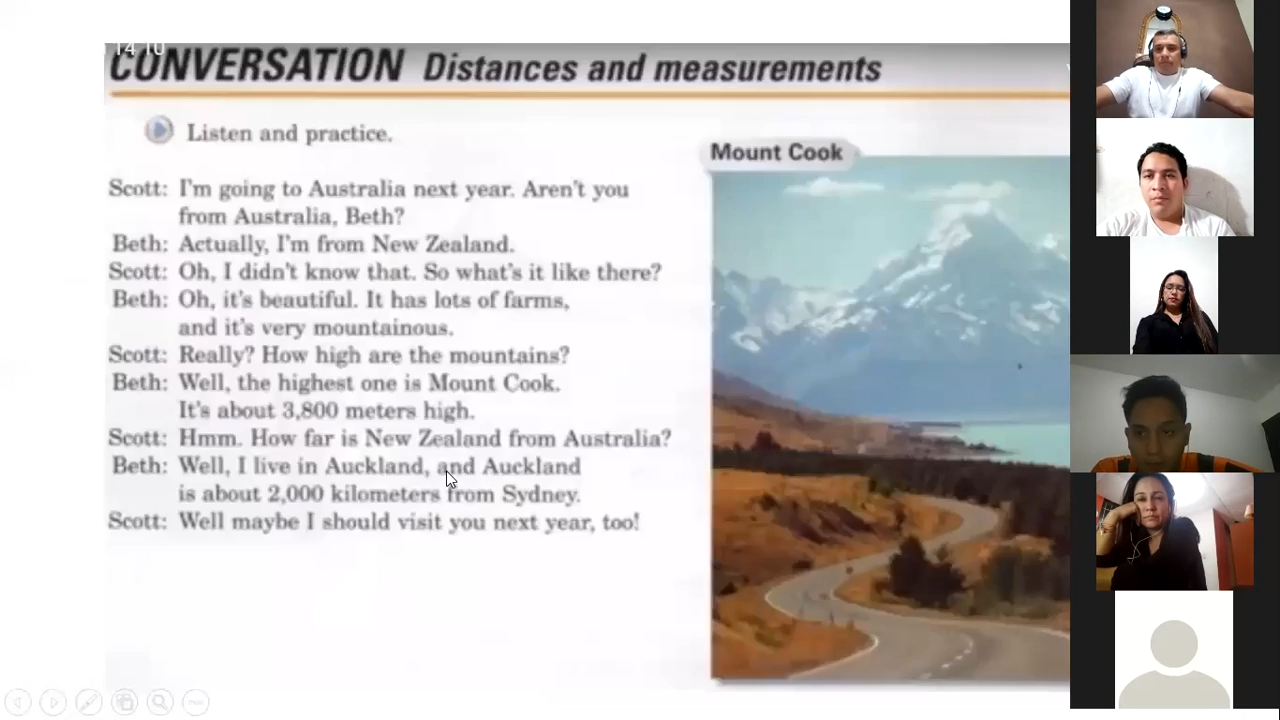 14:10
CONVERSATION Distances and measurements
Listen and practice.
Mount Cook
Scott: I'm going to Australia next year. Aren't you
from Australia, Beth?
Beth: Actually, I'm from New Zealand.
Scott: Oh, I didn't know that. So what's it like there?
Beth: Oh, it's beautiful. It has lots of farms,
and it's very mountainous.
Scott: Really? How high are the mountains?
Beth: Well, the highest one is Mount Cook.
It's about 3,800 meters high.
Scott: Hmm. How far is New Zealand from Australia?
Beth: Well, I live in Auckland, and Auckland
is about 2,000 kilometers from Sydney.
Scott: Well maybe I should visit you next year, too!